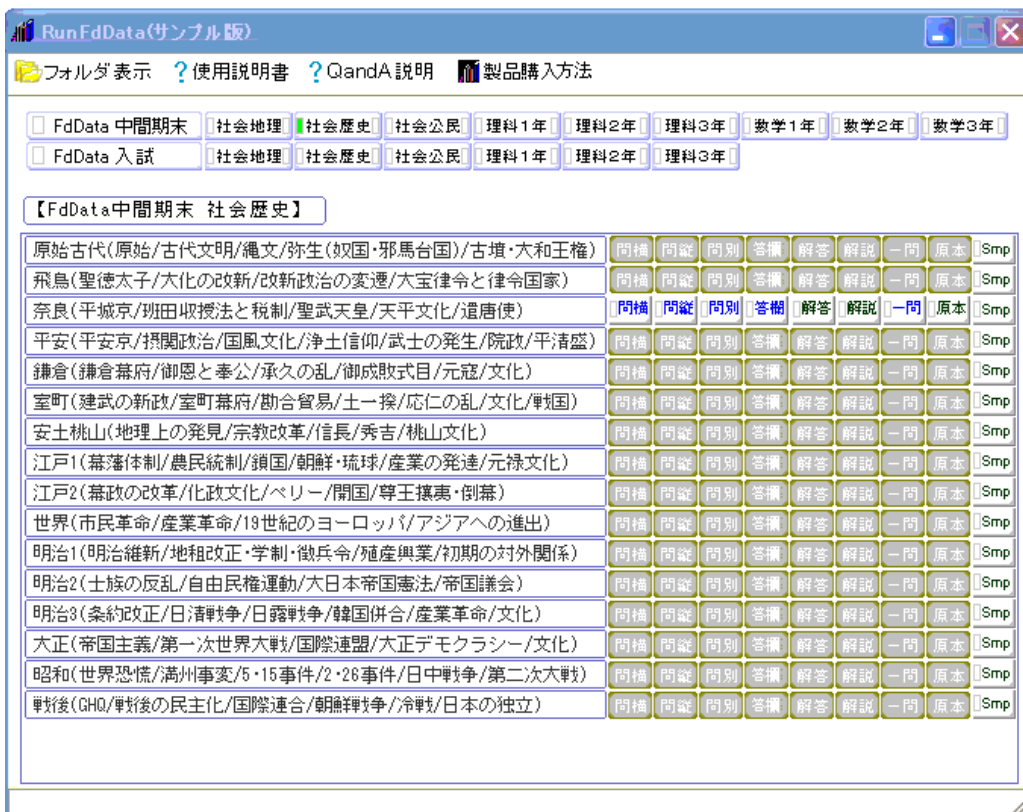 RunFdData(サンプル版)
フォルダ表示 ?使用説明書 ?QandA説明 製品購入方法
FdData 中間期末 社会地理 社会歴史 社会公民 理科1年 理科2年 理科3年 数学1年 数学2年 数学3年
FdData 入試 社会地理 社会歴史 社会公民 理科1年 理科2年 理科3年
【FdData中間期末 社会歴史】
原始古代(原始/古代文明/縄文/弥生(奴国・邪馬台国)/古墳・大和王権) 問横 問縦 問別 答欄 解答 解説 一問 原本 Smp
飛鳥(聖徳太子/大化の改新/改新政治の変遷/大宝律令と律令国家) 問横 問縦 問別 答欄 解答 解説 一問 原本 Smp
奈良(平城京/班田収授法と税制/聖武天皇/天平文化/遣唐使) 問横 問縦 問別 答欄 解答 解説 一問 原本 Smp
平安(平安京/摂関政治/国風文化/浄土信仰/武士の発生/院政/平清盛) 問横 問縦 問別 答欄 解答 解説 一問 原本 Smp
鎌倉(鎌倉幕府/御恩と奉公/承久の乱/御成敗式目/元寇/文化) 問横 問縦 問別 答欄 解答 解説 一問 原本 Smp
室町(建武の新政/室町幕府/勘合貿易/土一揆/応仁の乱/文化/戦国) 問横 問縦 問別 答欄 解答 解説 一問 原本 Smp
安土桃山(地理上の発見/宗教改革/信長/秀吉/桃山文化) 問横 問縦 問別 答欄 解答 解説 一問 原本 Smp
江戸1(幕藩体制/農民統制/鎖国/朝鮮・琉球/産業の発達/元禄文化) 問横 問縦 問別 答欄 解答 解説 一問 原本 Smp
江戸2(幕政の改革/化政文化/ペリー/開国/尊王攘夷・倒幕) 問横 問縦 問別 答欄 解答 解説 一問 原本 Smp
世界(市民革命/産業革命/19世紀のヨーロッパ/アジアへの進出) 問横 問縦 問別 答欄 解答 解説 一問 原本 Smp
明治1(明治維新/地租改正・学制・徴兵令/殖産興業/初期の対外関係) 問横 問縦 問別 答欄 解答 解説 一問 原本 Smp
明治2(士族の反乱/自由民権運動/大日本帝国憲法/帝国議会) 問横 問縦 問別 答欄 解答 解説 一問 原本 Smp
明治3(条約改正/日清戦争/日露戦争/韓国併合/産業革命/文化) 問横 問縦 問別 答欄 解答 解説 一問 原本 Smp
大正(帝国主義/第一次世界大戦/国際連盟/大正デモクラシー/文化) 問横 問縦 問別 答欄 解答 解説 一問 原本 Smp
昭和(世界恐慌/満州事変/5・15事件/2・26事件/日中戦争/第二次大戦) 問横 問縦 問別 答欄 解答 解説 一問 原本 Smp
戦後(GHQ/戦後の民主化/国際連合/朝鮮戦争/冷戦/日本の独立) 問横 問縦 問別 答欄 解答 解説 一問 原本 Smp